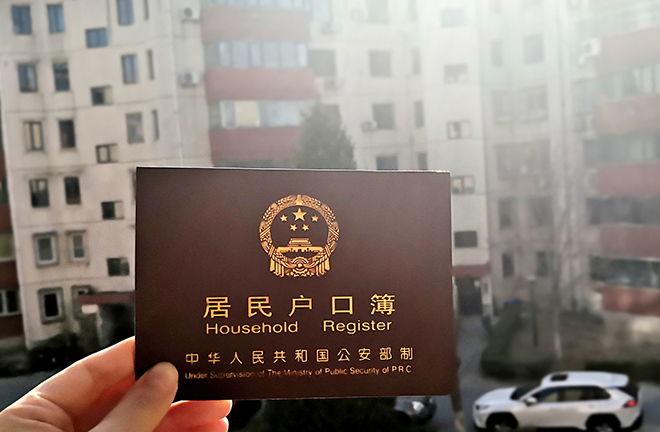 居民户口簿
Household Register
中华人民共和国公安部制
Under Supervision of The Ministry of Public Security of PRC